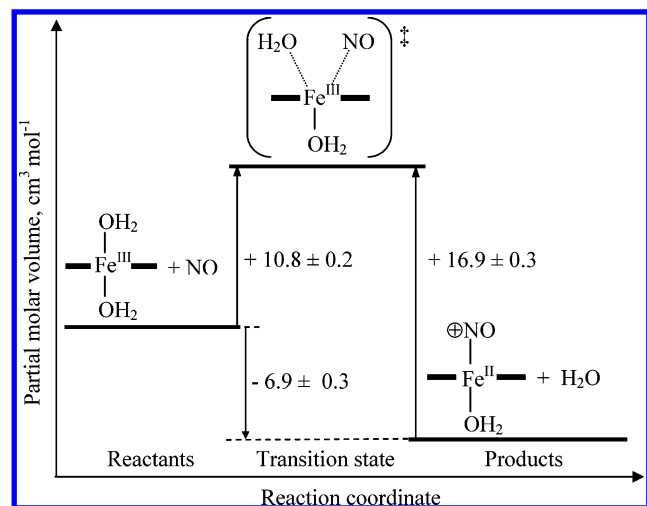 H₂O NO ‡
Feᴵᴵᴵ
OH₂
OH₂
Feᴵᴵᴵ + NO
OH₂
+ 10.8 ± 0.2
+ 16.9 ± 0.3
- 6.9 ± 0.3
⊕NO
Feᴵᴵ + H₂O
OH₂
Reactants Transition state Products
Reaction coordinate
Partial molar volume, cm³ mol⁻¹